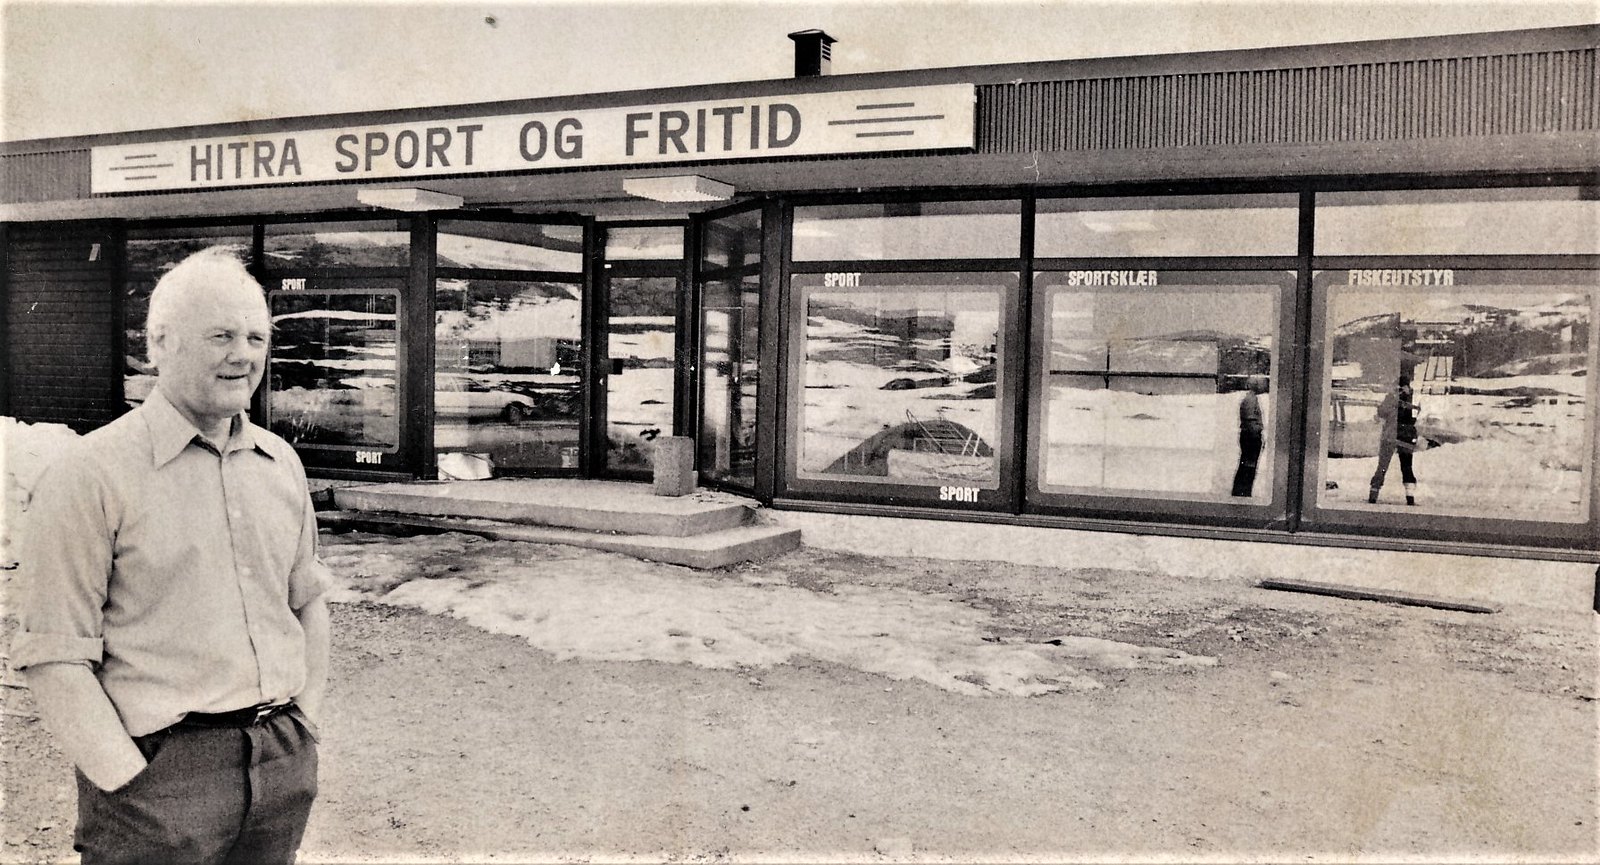 HITRA SPORT OG FRITID
SPORT
SPORT
SPORT
SPORT
SPORTSKLÆR
FISKEUTSTYR